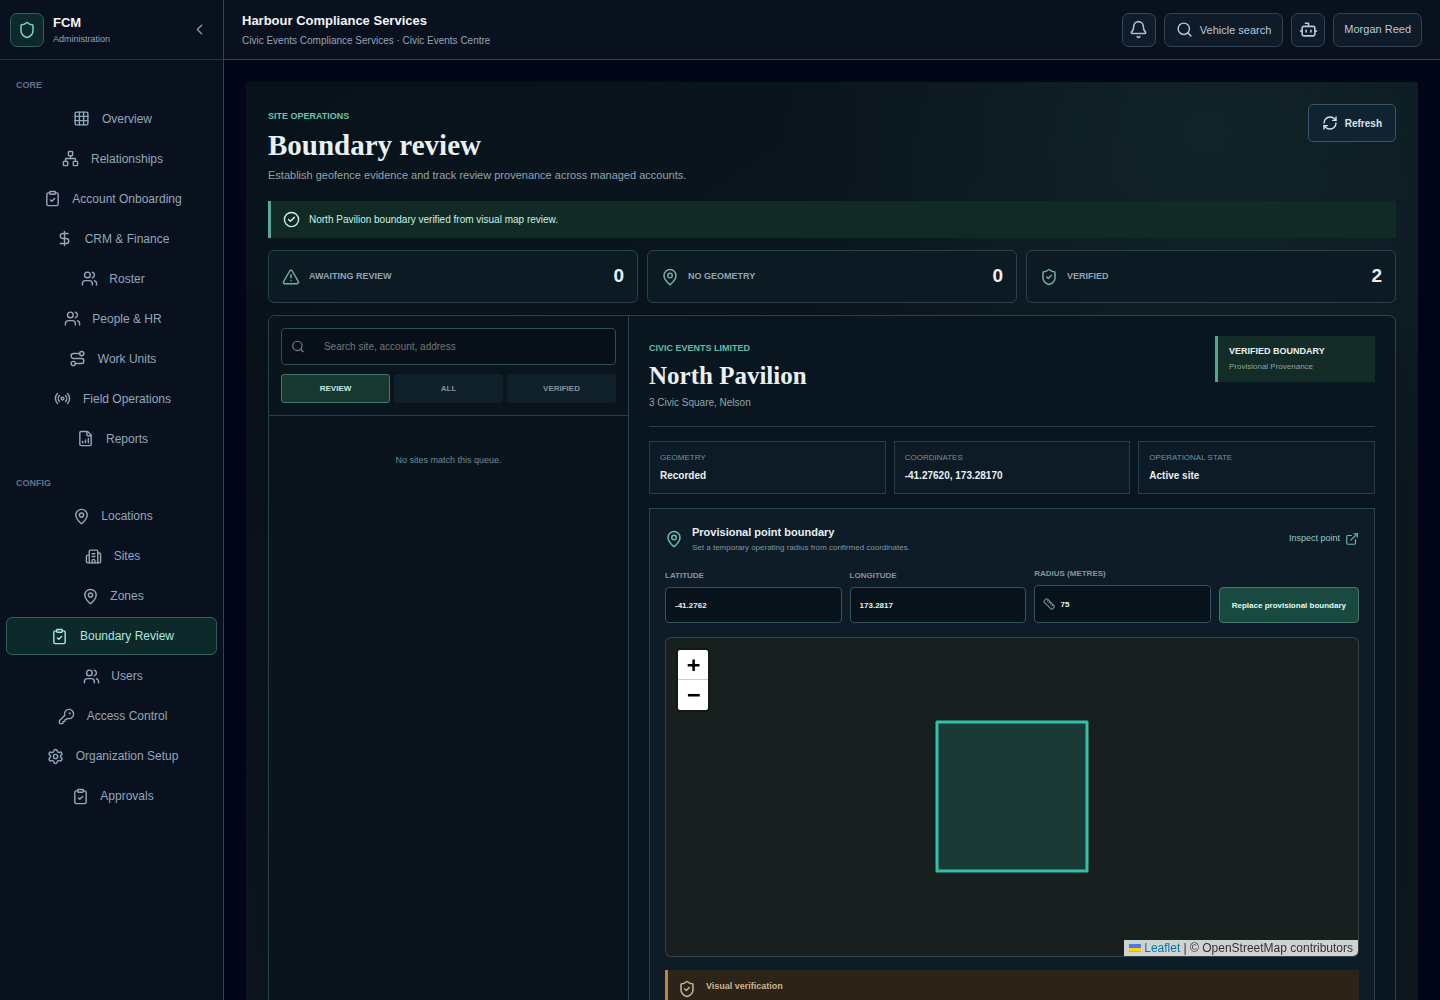 FCM
Administration
CORE
Overview
Relationships
Account Onboarding
CRM & Finance
Roster
People & HR
Work Units
Field Operations
Reports
CONFIG
Locations
Sites
Zones
Boundary Review
Users
Access Control
Organization Setup
Approvals
Harbour Compliance Services
Civic Events Compliance Services · Civic Events Centre
Vehicle search
Morgan Reed
SITE OPERATIONS
Boundary review
Establish geofence evidence and track review provenance across managed accounts.
Refresh
North Pavilion boundary verified from visual map review.
AWAITING REVIEW 0
NO GEOMETRY 0
VERIFIED 2
Search site, account, address
REVIEW ALL VERIFIED
No sites match this queue.
CIVIC EVENTS LIMITED
North Pavilion
3 Civic Square, Nelson
VERIFIED BOUNDARY
Provisional Provenance
GEOMETRY
Recorded
COORDINATES
-41.27620, 173.28170
OPERATIONAL STATE
Active site
Provisional point boundary
Set a temporary operating radius from confirmed coordinates.
Inspect point
LATITUDE
-41.2762
LONGITUDE
173.2817
RADIUS (METRES)
75
Replace provisional boundary
+
−
Leaflet | © OpenStreetMap contributors
Visual verification